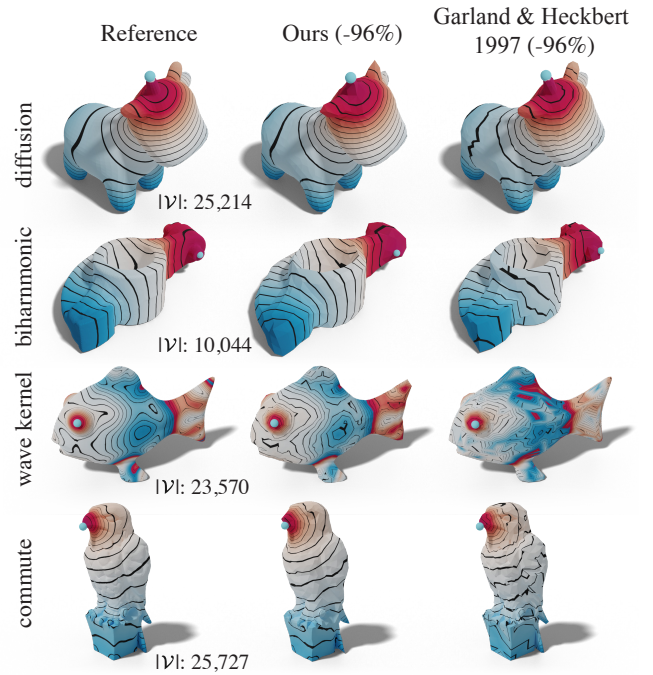 Reference
Ours (-96%)
Garland & Heckbert
1997 (-96%)
diffusion
|V|: 25,214
biharnmonic
|V|: 10,044
wave kernel
|V|: 23,570
commute
|V|: 25,727